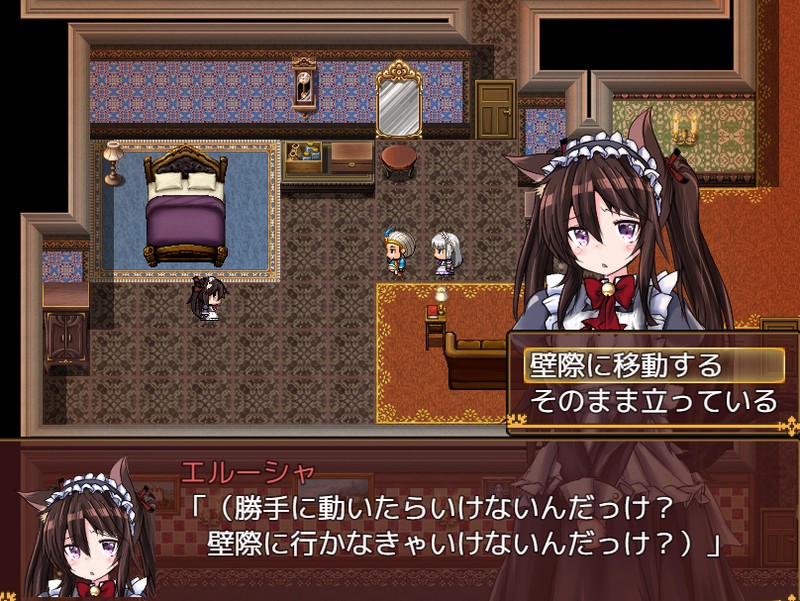 壁際に移動する
そのまま立っている
エルーシャ
「（勝手に動いたらいけないんだっけ？
壁際に行かなきゃいけないんだっけ？）」